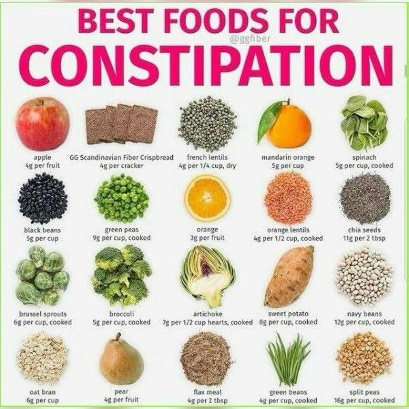 BEST FOODS FOR
@ggfiber
CONSTIPATION
apple
4g per fruit
GG Scandinavian Fiber Crispbread
4g per cracker
french lentils
4g per 1/4 cup, dry
mandarin orange
5g per cup
spinach
5g per cup, cooked
black beans
5g per cup
green peas
9g per cup, cooked
orange
3g per fruit
orange lentils
4g per 1/2 cup, cooked
chia seeds
11g per 2 tbsp
brussel sprouts
6g per cup, cooked
broccoli
5g per cup, cooked
artichoke
7g per 1/2 cup hearts, cooked
sweet potato
8g per cup, cooked
navy beans
12g per cup, cooked
oat bran
6g per cup
pear
4g per fruit
flax meal
4g per 2 tbsp
green beans
4g per cup, cooked
split peas
16g per cup, cooked